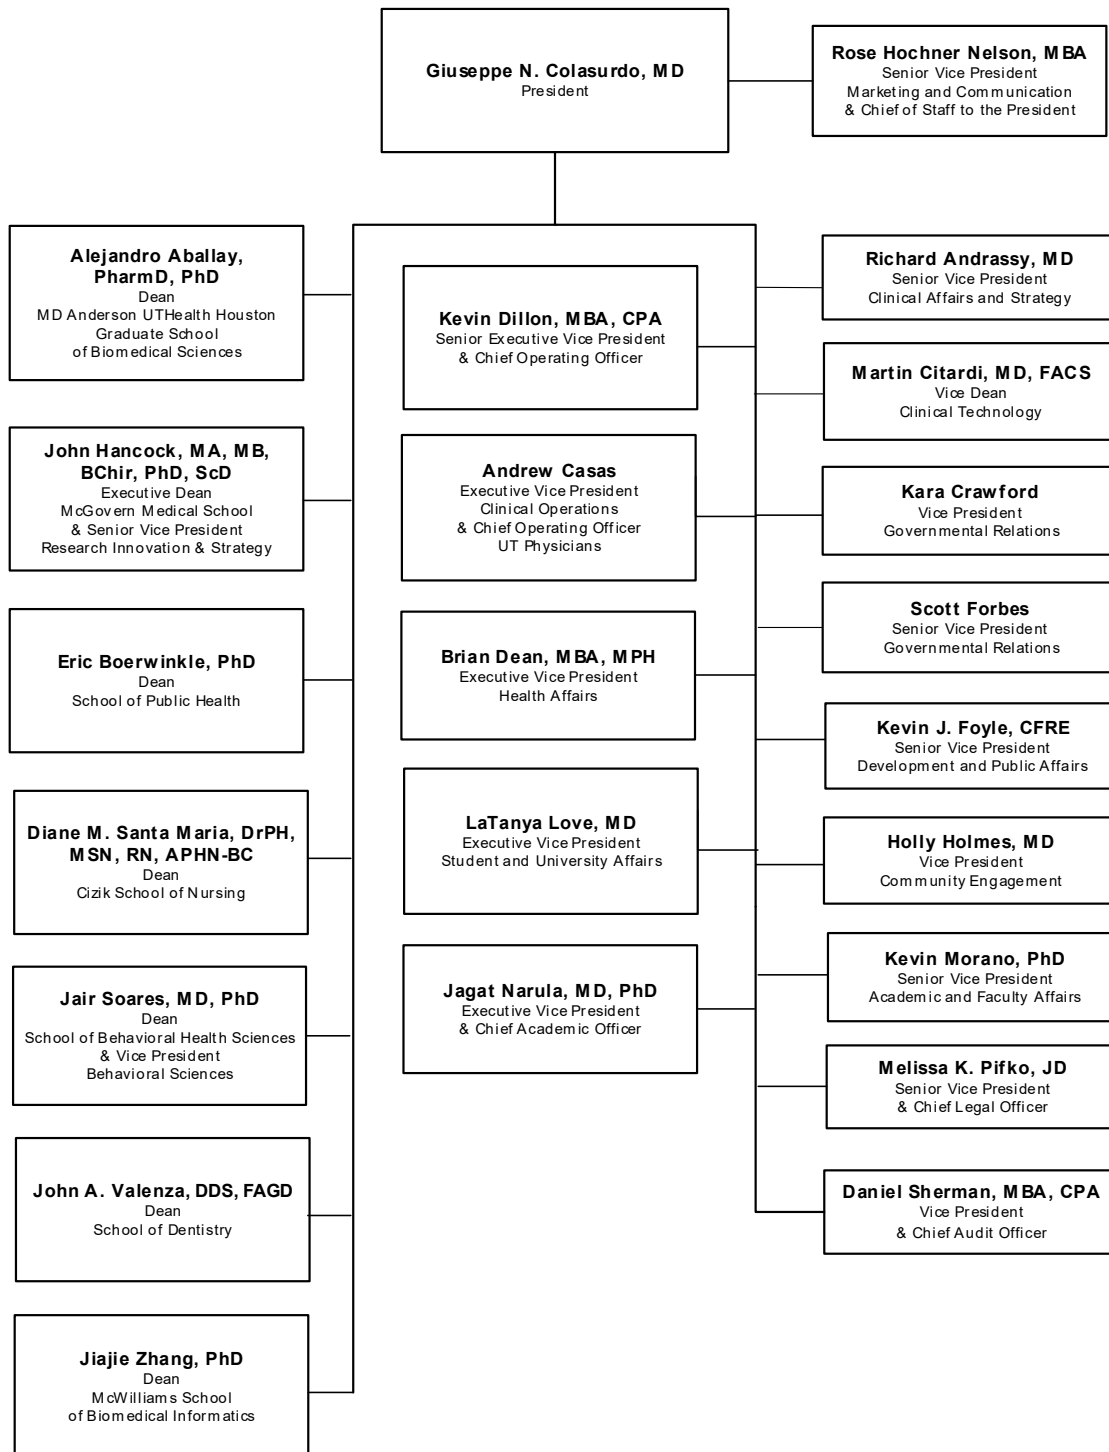 Giuseppe N. Colasurdo, MD
President
Rose Hochner Nelson, MBA
Senior Vice President
Marketing and Communication
& Chief of Staff to the President
Alejandro Aballay,
PharmD, PhD
Dean
MD Anderson UTHealth Houston
Graduate School
of Biomedical Sciences
John Hancock, MA, MB,
BChir, PhD, ScD
Executive Dean
McGovern Medical School
& Senior Vice President
Research Innovation & Strategy
Eric Boerwinkle, PhD
Dean
School of Public Health
Diane M. Santa Maria, DrPH,
MSN, RN, APHN-BC
Dean
Cizik School of Nursing
Jair Soares, MD, PhD
Dean
School of Behavioral Health Sciences
& Vice President
Behavioral Sciences
John A. Valenza, DDS, FAGD
Dean
School of Dentistry
Jiajie Zhang, PhD
Dean
McWilliams School
of Biomedical Informatics
Kevin Dillon, MBA, CPA
Senior Executive Vice President
& Chief Operating Officer
Andrew Casas
Executive Vice President
Clinical Operations
& Chief Operating Officer
UT Physicians
Brian Dean, MBA, MPH
Executive Vice President
Health Affairs
LaTanya Love, MD
Executive Vice President
Student and University Affairs
Jagat Narula, MD, PhD
Executive Vice President
& Chief Academic Officer
Richard Andrassy, MD
Senior Vice President
Clinical Affairs and Strategy
Martin Citardi, MD, FACS
Vice Dean
Clinical Technology
Kara Crawford
Vice President
Governmental Relations
Scott Forbes
Senior Vice President
Governmental Relations
Kevin J. Foyle, CFRE
Senior Vice President
Development and Public Affairs
Holly Holmes, MD
Vice President
Community Engagement
Kevin Morano, PhD
Senior Vice President
Academic and Faculty Affairs
Melissa K. Pifko, JD
Senior Vice President
& Chief Legal Officer
Daniel Sherman, MBA, CPA
Vice President
& Chief Audit Officer